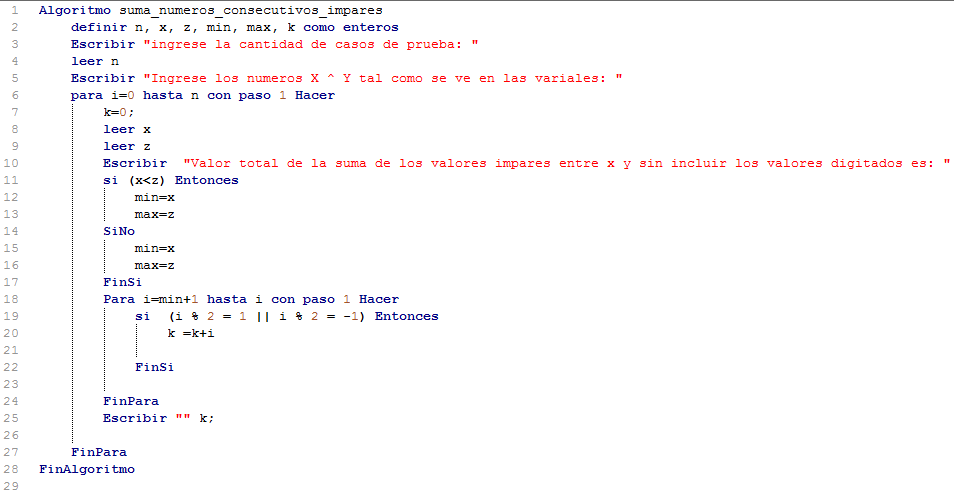 1 Algoritmo suma_numeros_consecutivos_impares
2 definir n, x, z, min, max, k como enteros
3 Escribir "ingrese la cantidad de casos de prueba: "
4 leer n
5 Escribir "Ingrese los numeros X ^ Y tal como se ve en las variales: "
6 para i=0 hasta n con paso 1 Hacer
7 k=0;
8 leer x
9 leer z
10 Escribir "Valor total de la suma de los valores impares entre x y sin incluir los valores digitados es: "
11 si (x<z) Entonces
12 min=x
13 max=z
14 SiNo
15 min=x
16 max=z
17 FinSi
18 Para i=min+1 hasta i con paso 1 Hacer
19 si (i % 2 = 1 || i % 2 = -1) Entonces
20 k =k+i
21
22 FinSi
23
24 FinPara
25 Escribir "" k;
26
27 FinPara
28 FinAlgoritmo
29